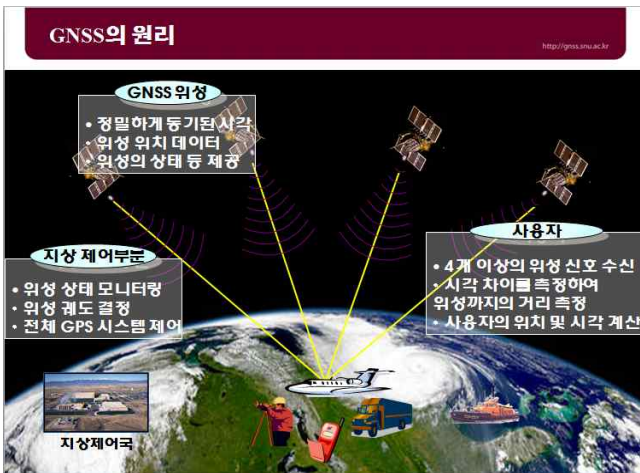 GNSS의 원리
http://gnss.snu.ac.kr
GNSS 위성
• 정밀하게 동기된 시각
• 위성 위치 데이터
• 위성의 상태 등 제공
지상 제어부분
• 위성 상태 모니터링
• 위성 궤도 결정
• 전체 GPS 시스템 제어
사용자
• 4개 이상의 위성 신호 수신
• 시각 차이를 측정하여
위성까지의 거리 측정
• 사용자의 위치 및 시각 계산
지상제어국